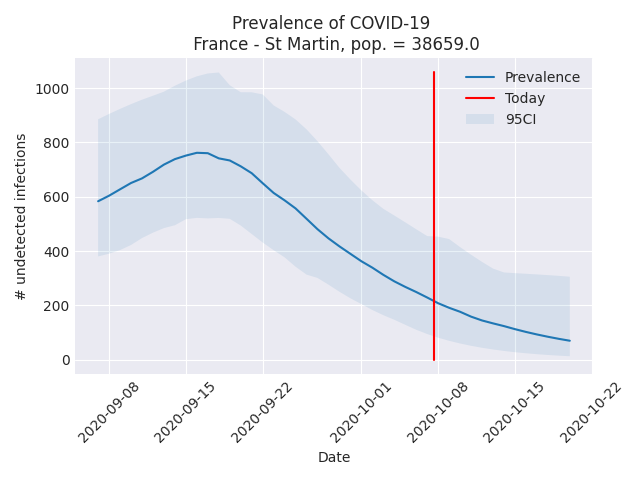 Prevalence of COVID-19
France - St Martin, pop. = 38659.0
Prevalence
Today
95CI
# undetected infections
1000
800
600
400
200
0
2020-09-08
2020-09-15
2020-09-22
2020-10-01
2020-10-08
2020-10-15
2020-10-22
Date